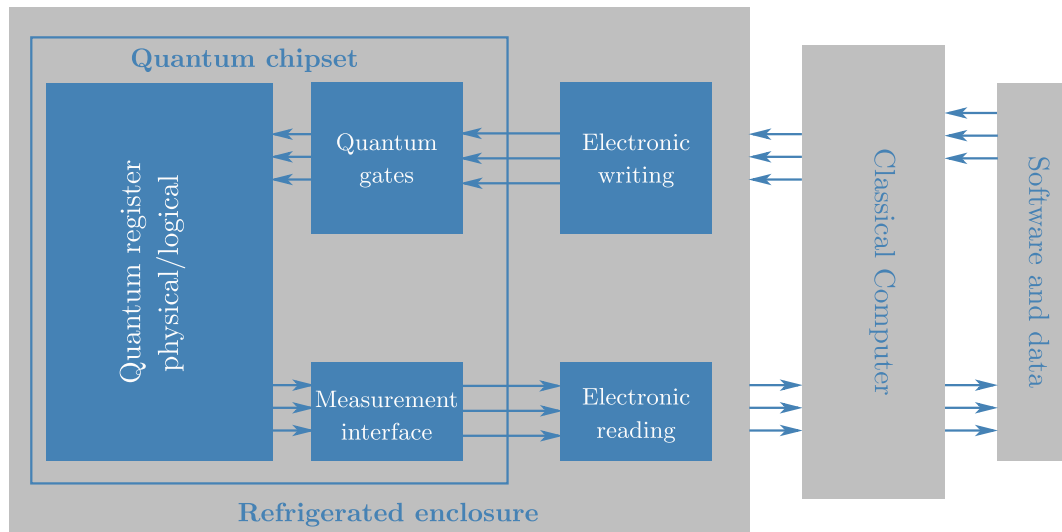 Quantum chipset
Quantum register
physical/logical
Quantum
gates
Electronic
writing
Measurement
interface
Electronic
reading
Refrigerated enclosure
Classical Computer
Software and data